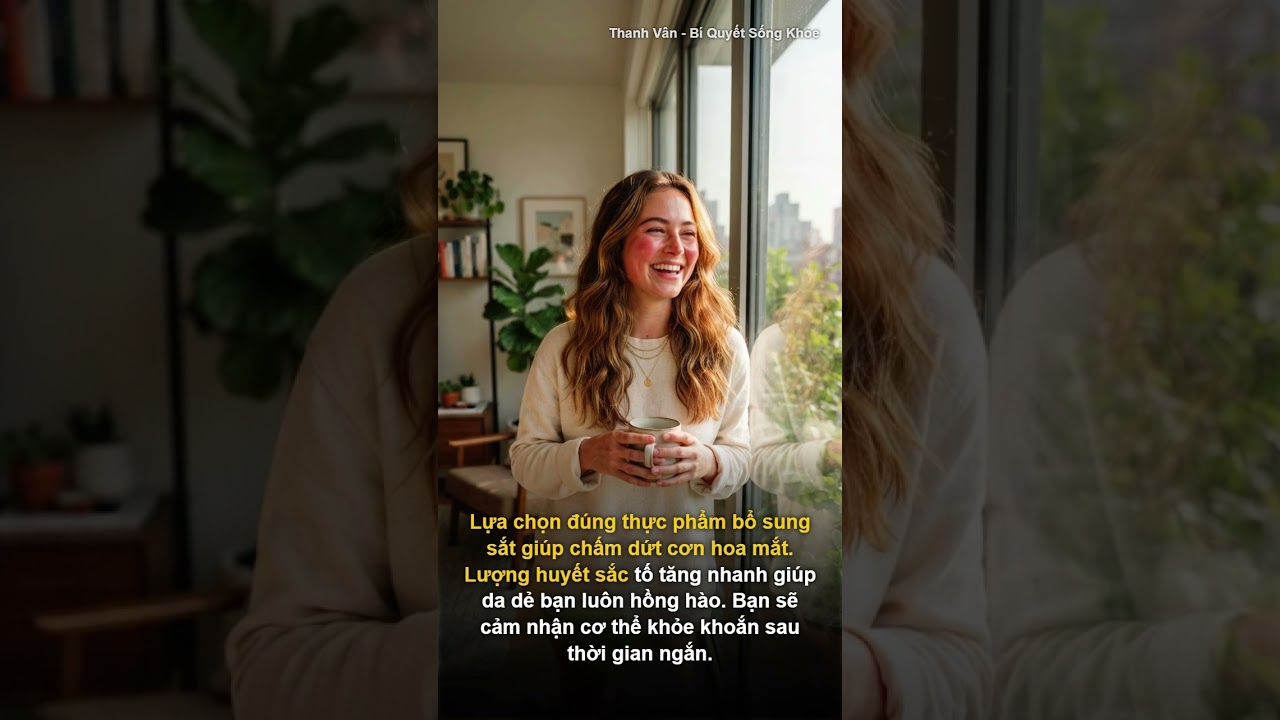 Thanh Vân - Bí Quyết Sống Khỏe
Lựa chọn đúng thực phẩm bổ sung
sắt giúp chấm dứt cơn hoa mắt.
Lượng huyết sắc tố tăng nhanh giúp
da dẻ bạn luôn hồng hào. Bạn sẽ
cảm nhận cơ thể khỏe khoắn sau
thời gian ngắn.